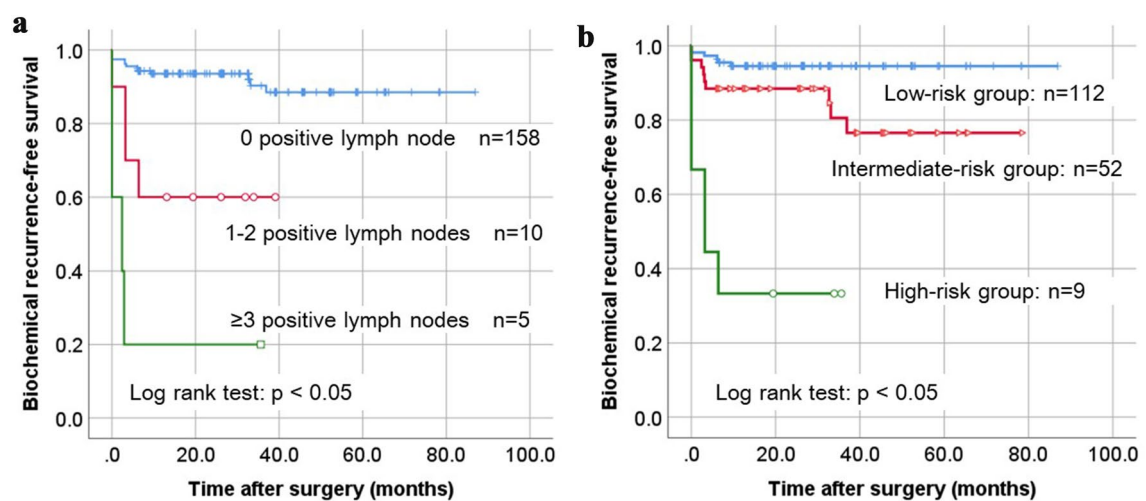 a
Biochemical recurrence-free survival
1.0
0.8
0.6
0.4
0.2
0.0
0 positive lymph node n=158
1-2 positive lymph nodes n=10
≥3 positive lymph nodes n=5
Log rank test: p < 0.05
.0 20.0 40.0 60.0 80.0 100.0
Time after surgery (months)
b
Biochemical recurrence-free survival
1.0
0.8
0.6
0.4
0.2
0.0
Low-risk group: n=112
Intermediate-risk group: n=52
High-risk group: n=9
Log rank test: p < 0.05
.0 20.0 40.0 60.0 80.0 100.0
Time after surgery (months)